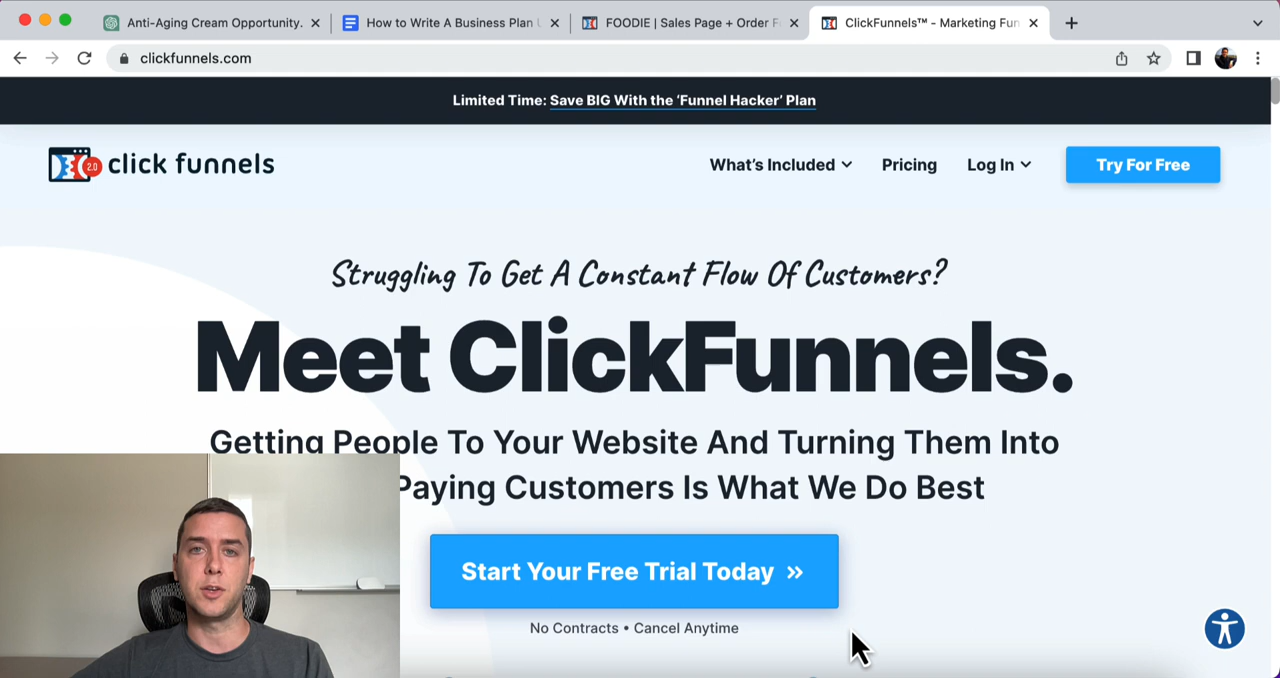 Anti-Aging Cream Opportunity.
How to Write A Business Plan
FOODIE | Sales Page + Order
ClickFunnels™ - Marketing Fun
clickfunnels.com
Limited Time: Save BIG With the ‘Funnel Hacker’ Plan
2.0 click funnels
What’s Included
Pricing
Log In
Try For Free
Struggling To Get A Constant Flow Of Customers?
Meet ClickFunnels.
Getting People To Your Website And Turning Them Into
Paying Customers Is What We Do Best
Start Your Free Trial Today »
No Contracts • Cancel Anytime